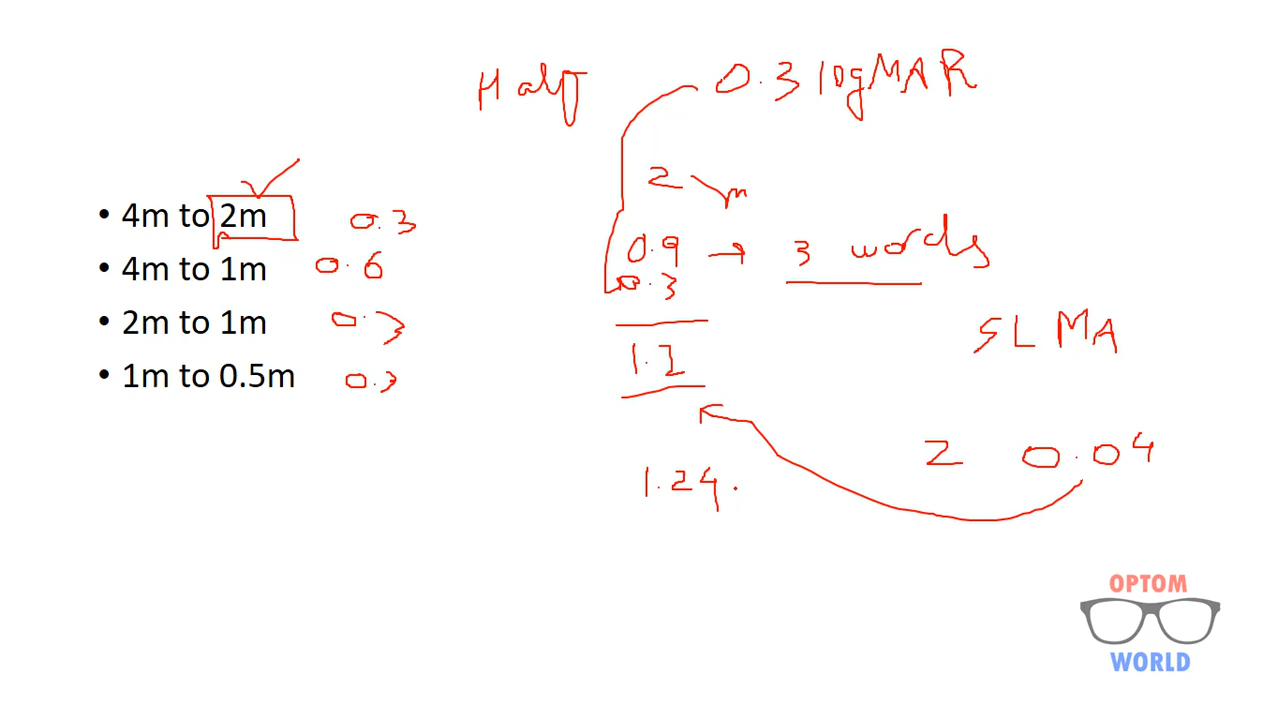 Half 0.3 logMAR
2 m
• 4m to 2m 0.3
0.9 → 3 words
• 4m to 1m 0.6
0.3
• 2m to 1m 0.3
SLMA
• 1m to 0.5m 0.3
2 0.04
1.24.
OPTOM
WORLD